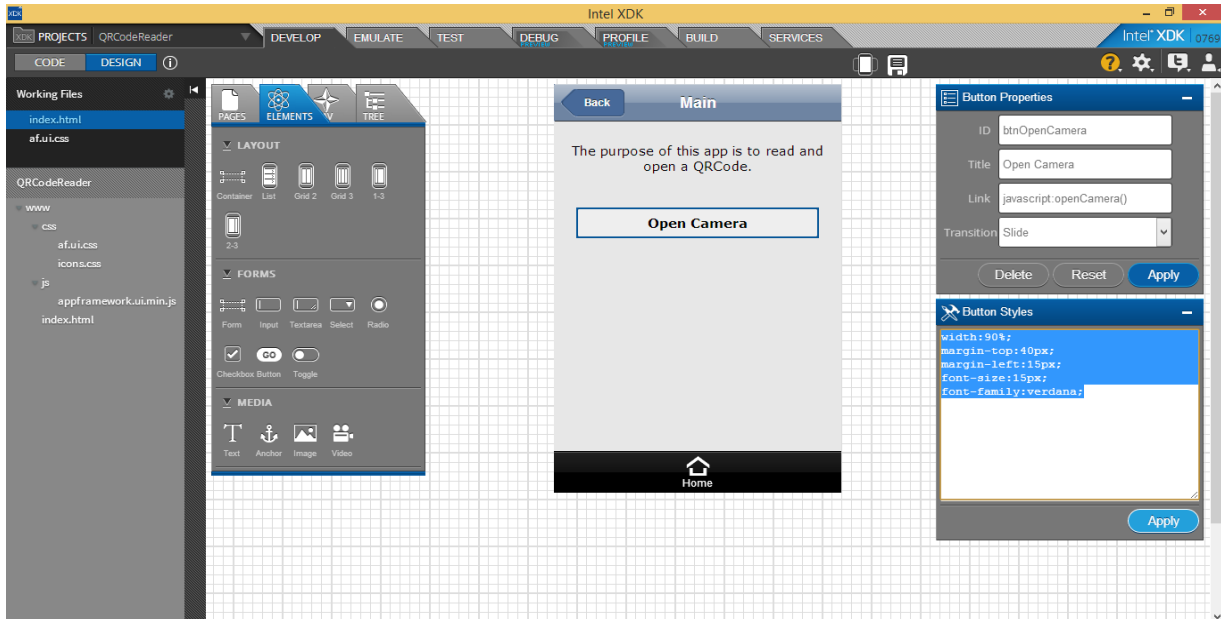 XDK
Intel XDK
XDK PROJECTS QRCodeReader
DEVELOP EMULATE TEST DEBUG PREVIEW PROFILE PREVIEW BUILD SERVICES
Intel® XDK 0769
CODE DESIGN
Working Files
index.html
af.ui.css
QRCodeReader
www
css
af.ui.css
icons.css
js
appframework.ui.min.js
index.html
PAGES ELEMENTS V TREE
LAYOUT
Container List Grid 2 Grid 3 1-3
2-3
FORMS
Form Input Textarea Select Radio
GO
Checkbox Button Toggle
MEDIA
T
Text Anchor Image Video
Back Main
The purpose of this app is to read and
open a QRCode.
Open Camera
Home
Button Properties
ID btnOpenCamera
Title Open Camera
Link javascript:openCamera()
Transition Slide
Delete Reset Apply
Button Styles
width:90%;
margin-top:40px;
margin-left:15px;
font-size:15px;
font-family:verdana;
Apply